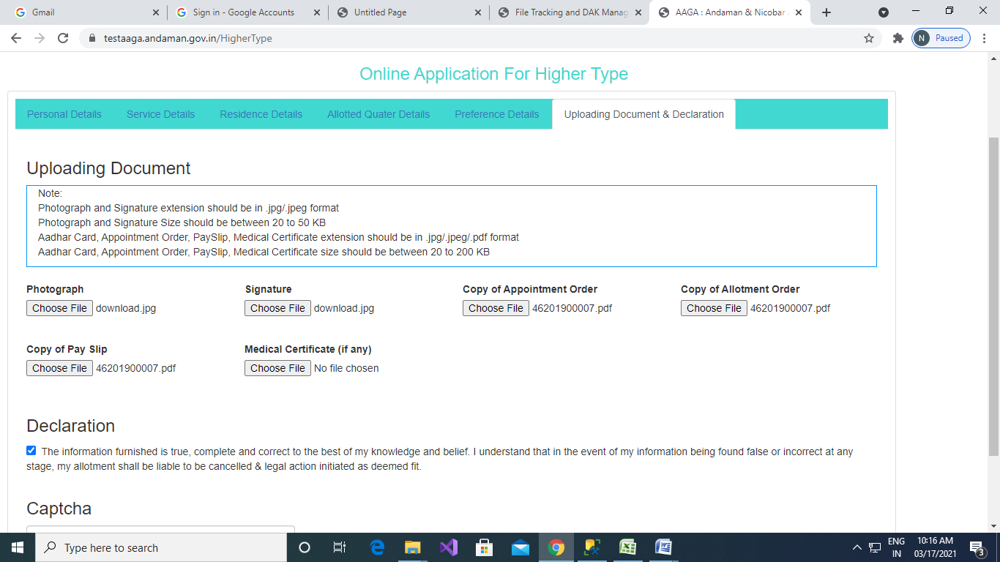 Gmail
Sign in - Google Accounts
Untitled Page
File Tracking and DAK Manag
AAGA : Andaman & Nicobar
testaaga.andaman.gov.in/HigherType
N Paused
Online Application For Higher Type
Personal Details
Service Details
Residence Details
Allotted Quater Details
Preference Details
Uploading Document & Declaration
Uploading Document
Note:
Photograph and Signature extension should be in .jpg/.jpeg format
Photograph and Signature Size should be between 20 to 50 KB
Aadhar Card, Appointment Order, PaySlip, Medical Certificate extension should be in .jpg/.jpeg/.pdf format
Aadhar Card, Appointment Order, PaySlip, Medical Certificate size should be between 20 to 200 KB
Photograph
Signature
Copy of Appointment Order
Copy of Allotment Order
Choose File download.jpg
Choose File download.jpg
Choose File 46201900007.pdf
Choose File 46201900007.pdf
Copy of Pay Slip
Medical Certificate (if any)
Choose File 46201900007.pdf
Choose File No file chosen
Declaration
The information furnished is true, complete and correct to the best of my knowledge and belief. I understand that in the event of my information being found false or incorrect at any
stage, my allotment shall be liable to be cancelled & legal action initiated as deemed fit.
Captcha
Type here to search
ENG
IN
10:16 AM
03/17/2021
3